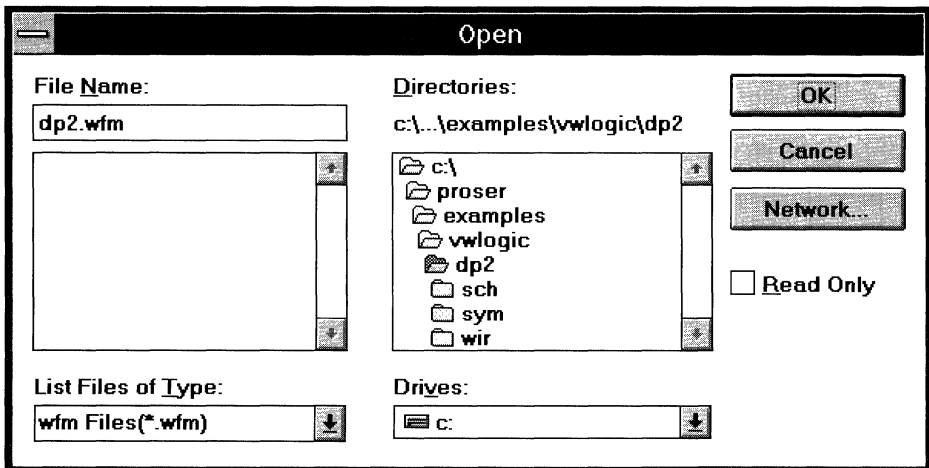 Open
File Name:
dp2.wfm
List Files of Type:
wfm Files(*.wfm)
Directories:
c:\...\examples\vwlogic\dp2
c:\
proser
examples
vwlogic
dp2
sch
sym
wir
Drives:
c:
OK
Cancel
Network...
Read Only